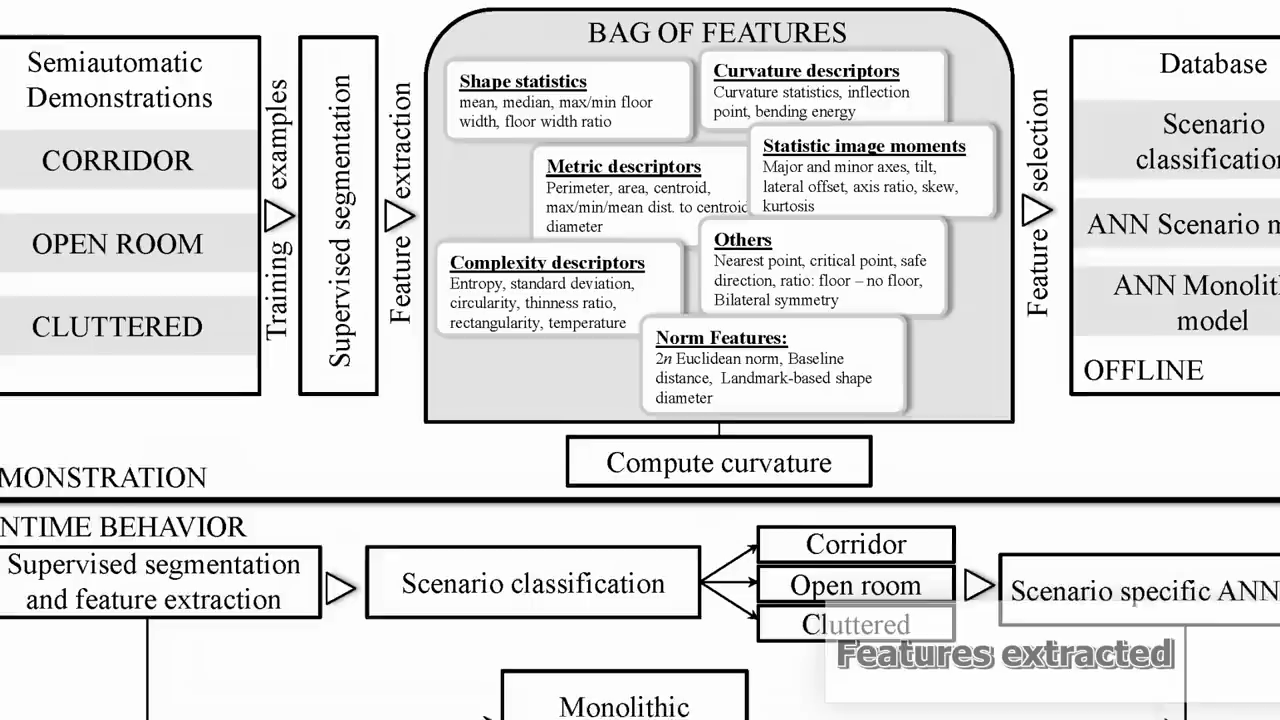 Semiautomatic
Demonstrations
CORRIDOR
OPEN ROOM
CLUTTERED
Training examples
Supervised segmentation
Feature extraction
BAG OF FEATURES
Shape statistics
mean, median, max/min floor
width, floor width ratio
Curvature descriptors
Curvature statistics, inflection
point, bending energy
Metric descriptors
Perimeter, area, centroid,
max/min/mean dist. to centroid
diameter
Statistic image moments
Major and minor axes, tilt,
lateral offset, axis ratio, skew,
kurtosis
Complexity descriptors
Entropy, standard deviation,
circularity, thinness ratio,
rectangularity, temperature
Others
Nearest point, critical point, safe
direction, ratio: floor – no floor,
Bilateral symmetry
Norm Features:
2n Euclidean norm, Baseline
distance, Landmark-based shape
diameter
Feature selection
Database
Scenario
classification
ANN Scenario m
ANN Monolith
model
OFFLINE
Compute curvature
MONSTRATION
NTIME BEHAVIOR
Supervised segmentation
and feature extraction
Scenario classification
Corridor
Open room
Cluttered
Scenario specific ANN
Features extracted
Monolithic